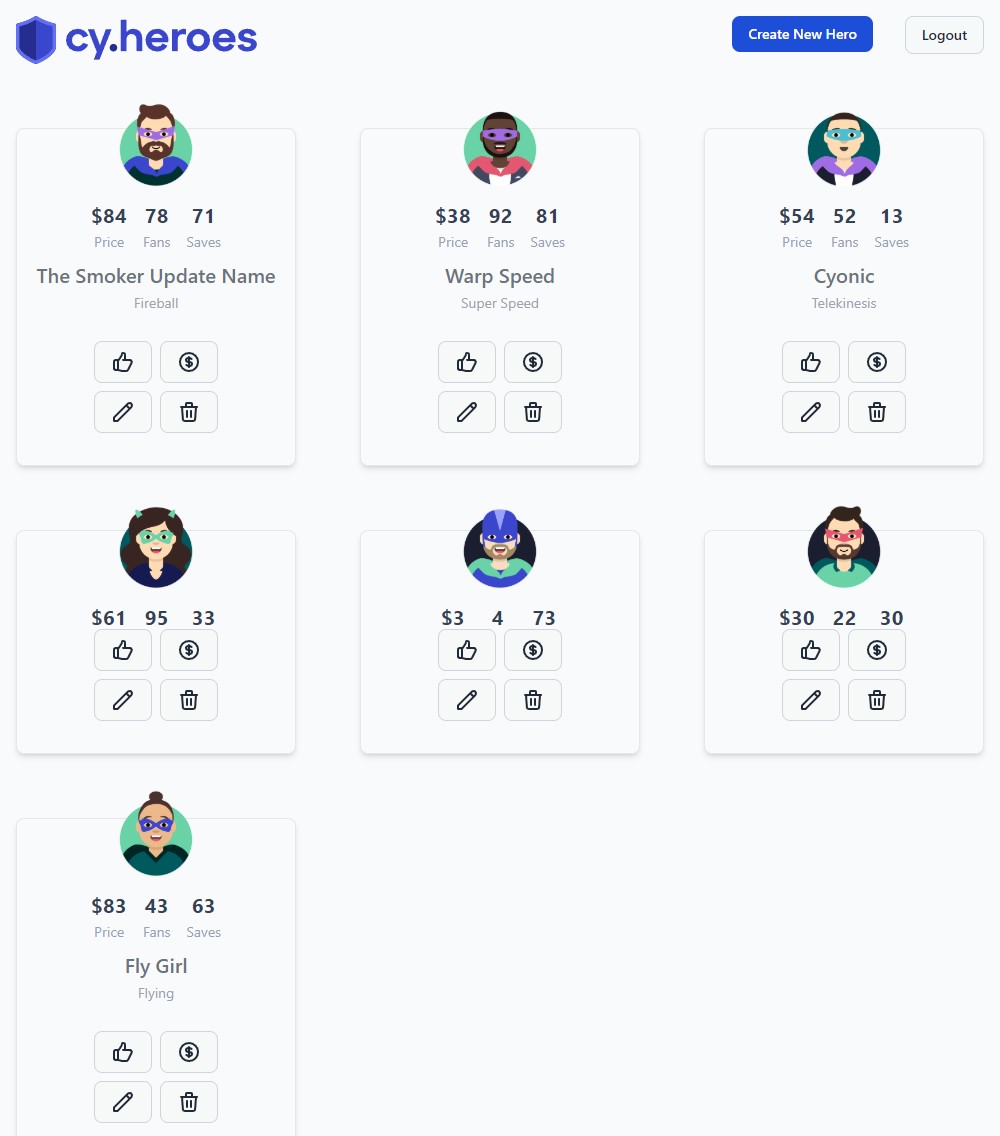 cy.heroes
Create New Hero
Logout
$84 78 71
Price Fans Saves
The Smoker Update Name
Fireball
$38 92 81
Price Fans Saves
Warp Speed
Super Speed
$54 52 13
Price Fans Saves
Cyonic
Telekinesis
$61 95 33
$3 4 73
$30 22 30
$83 43 63
Price Fans Saves
Fly Girl
Flying